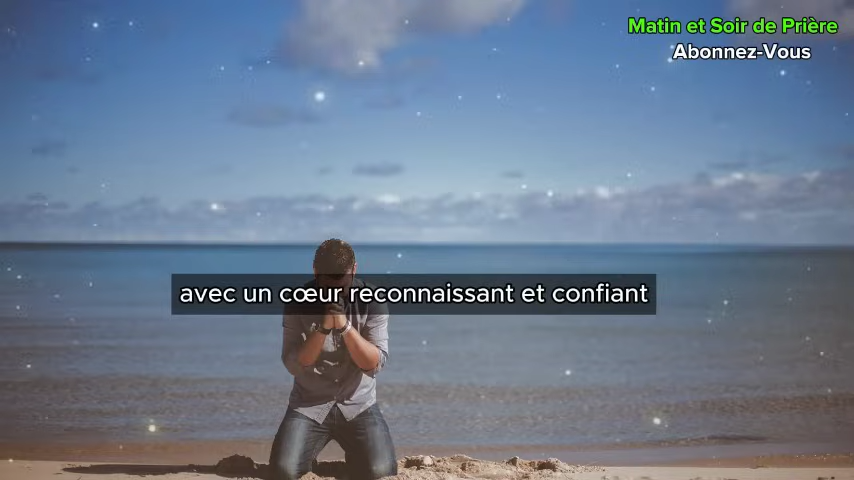 Matin et Soir de Prière
Abonnez-Vous
avec un cœur reconnaissant et confiant